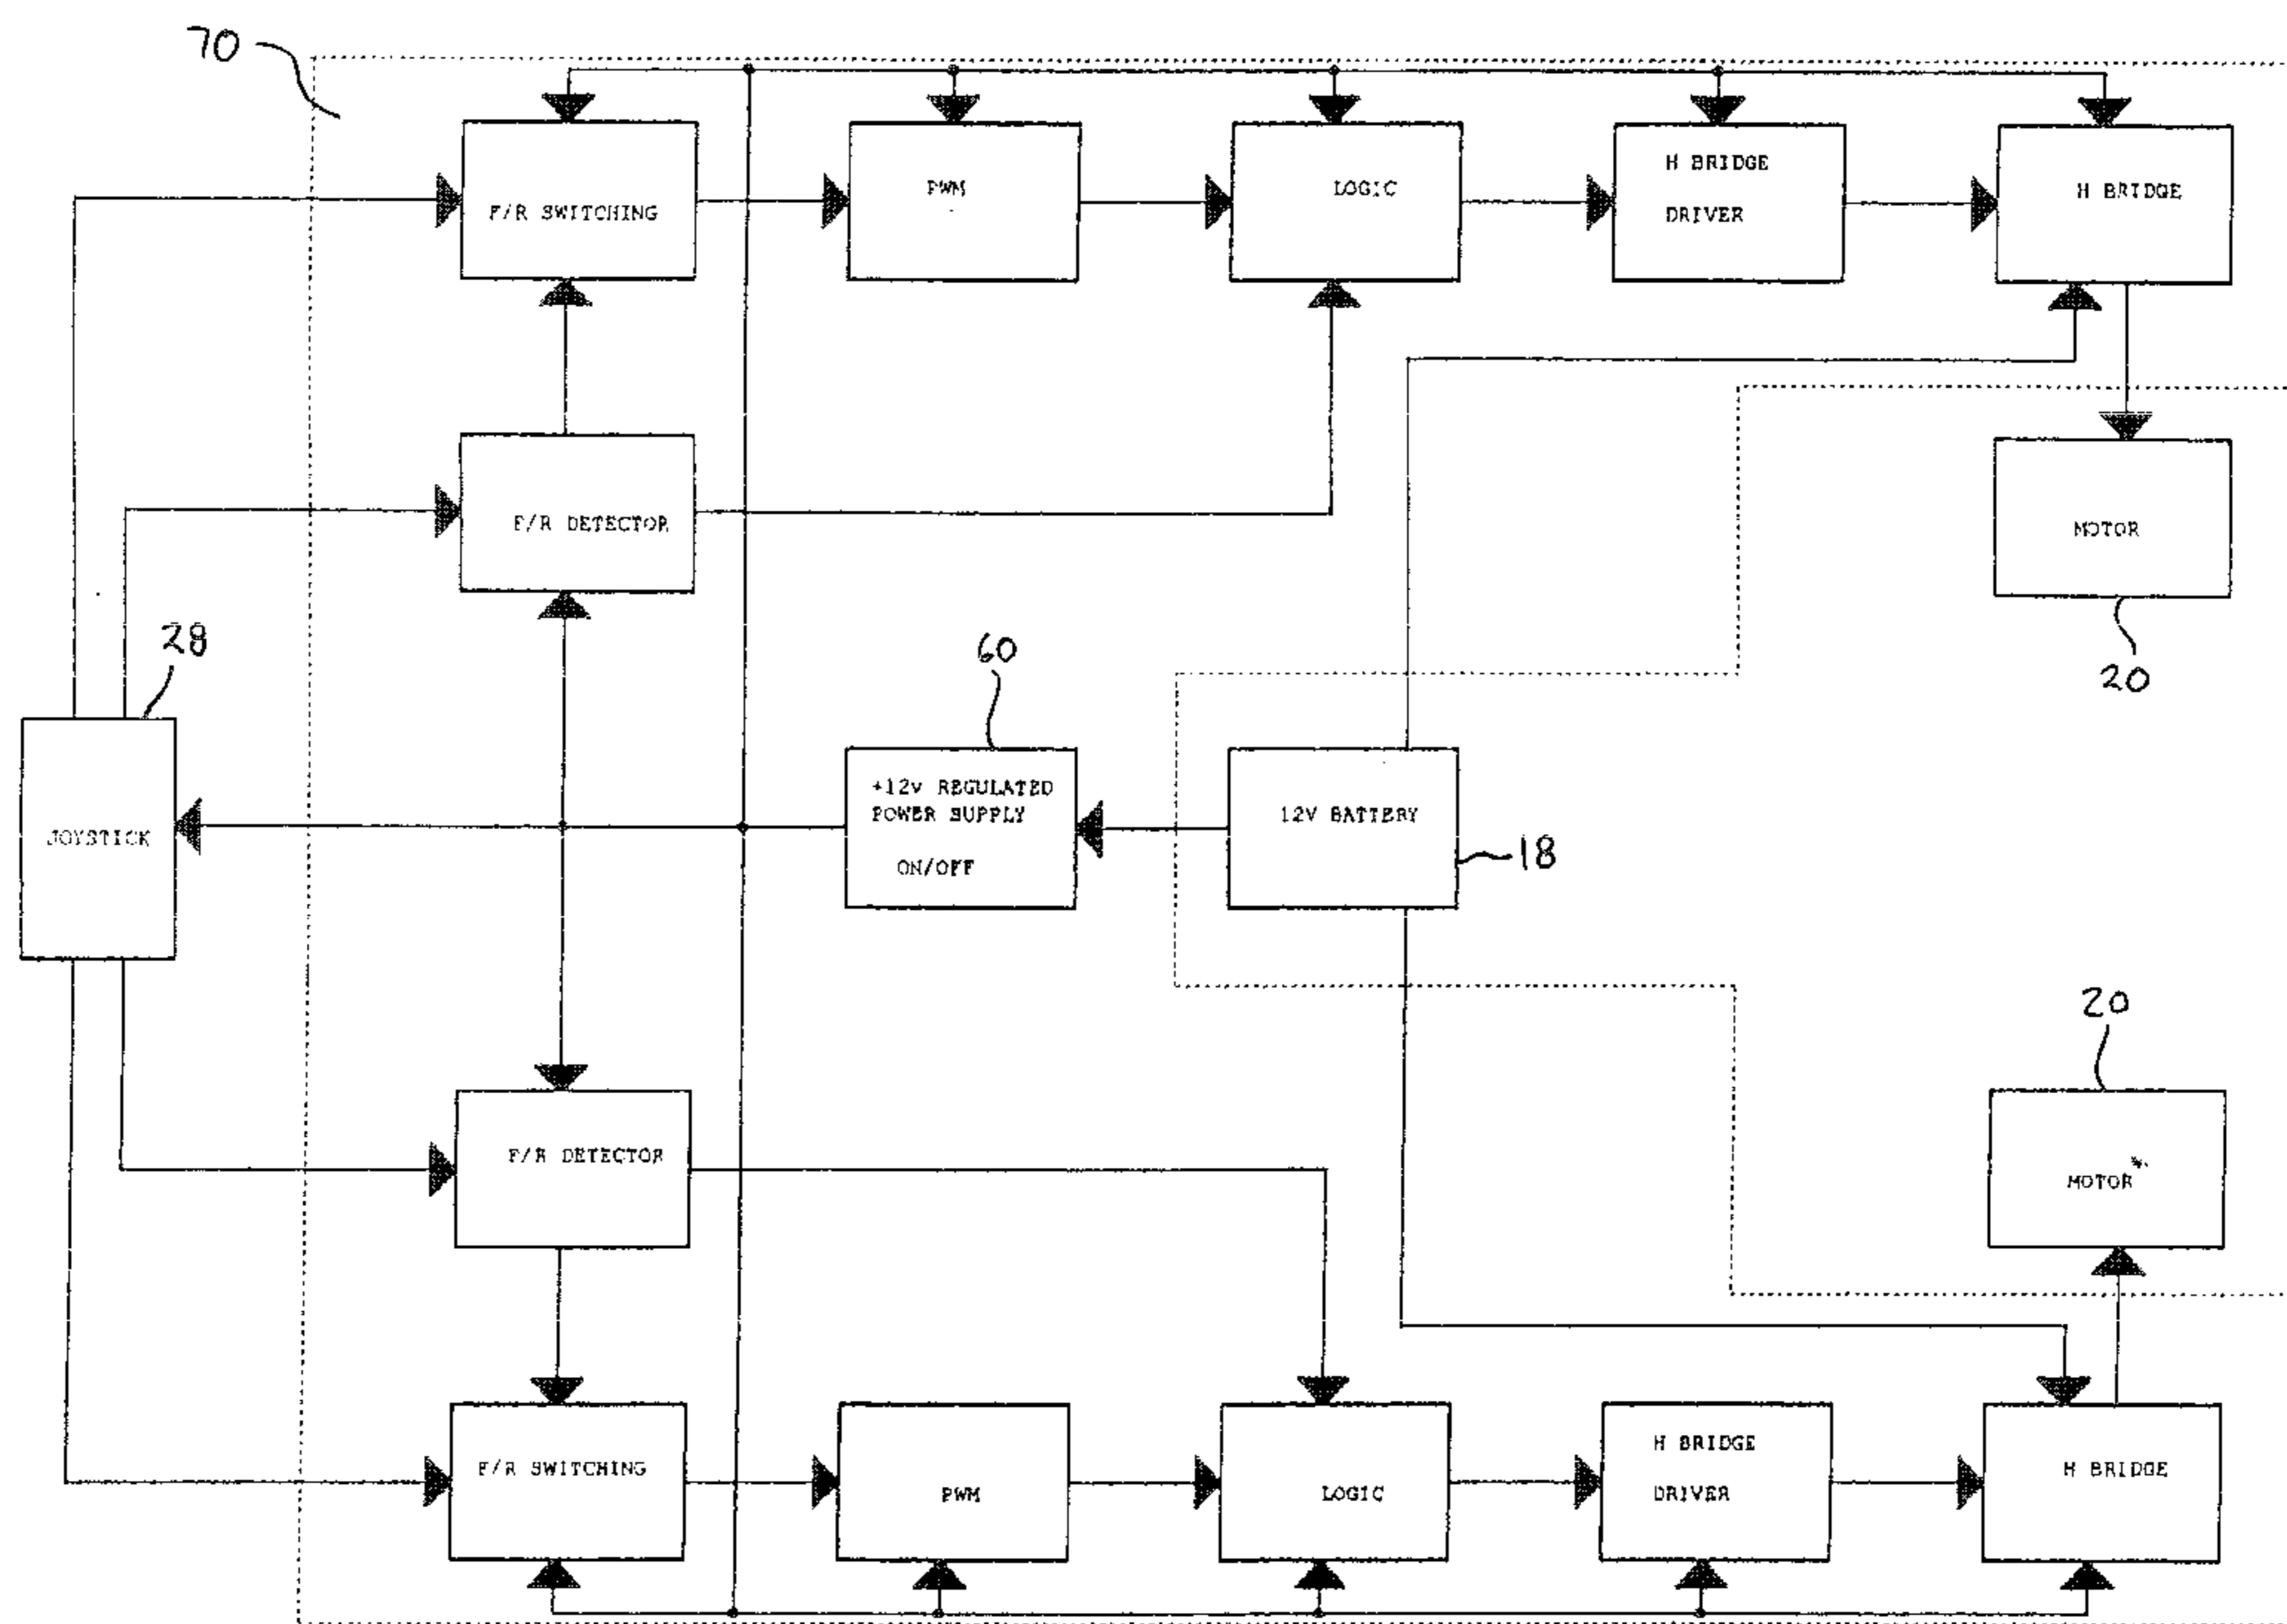 70
F/R SWITCHING
PWM
LOGIC
H BRIDGE
DRIVER
H BRIDGE
F/R DETECTOR
MOTOR
20
28
60
JOYSTICK
+12v REGULATED
POWER SUPPLY
ON/OFF
12V BATTERY
18
20
F/R DETECTOR
MOTOR
F/R SWITCHING
PWM
LOGIC
H BRIDGE
DRIVER
H BRIDGE